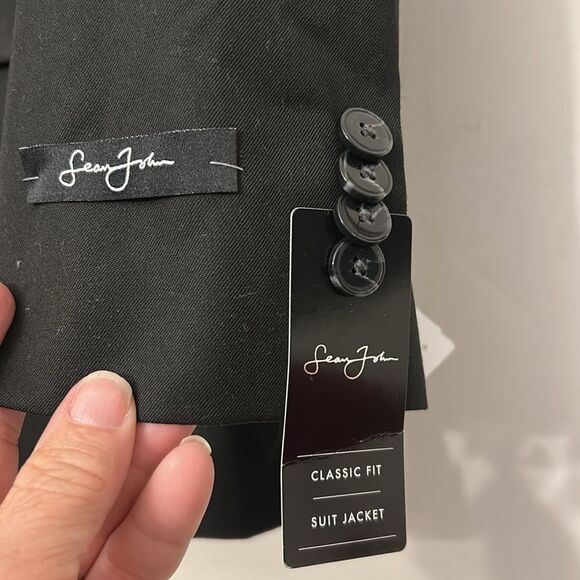 Sean John
Sean John
CLASSIC FIT
SUIT JACKET